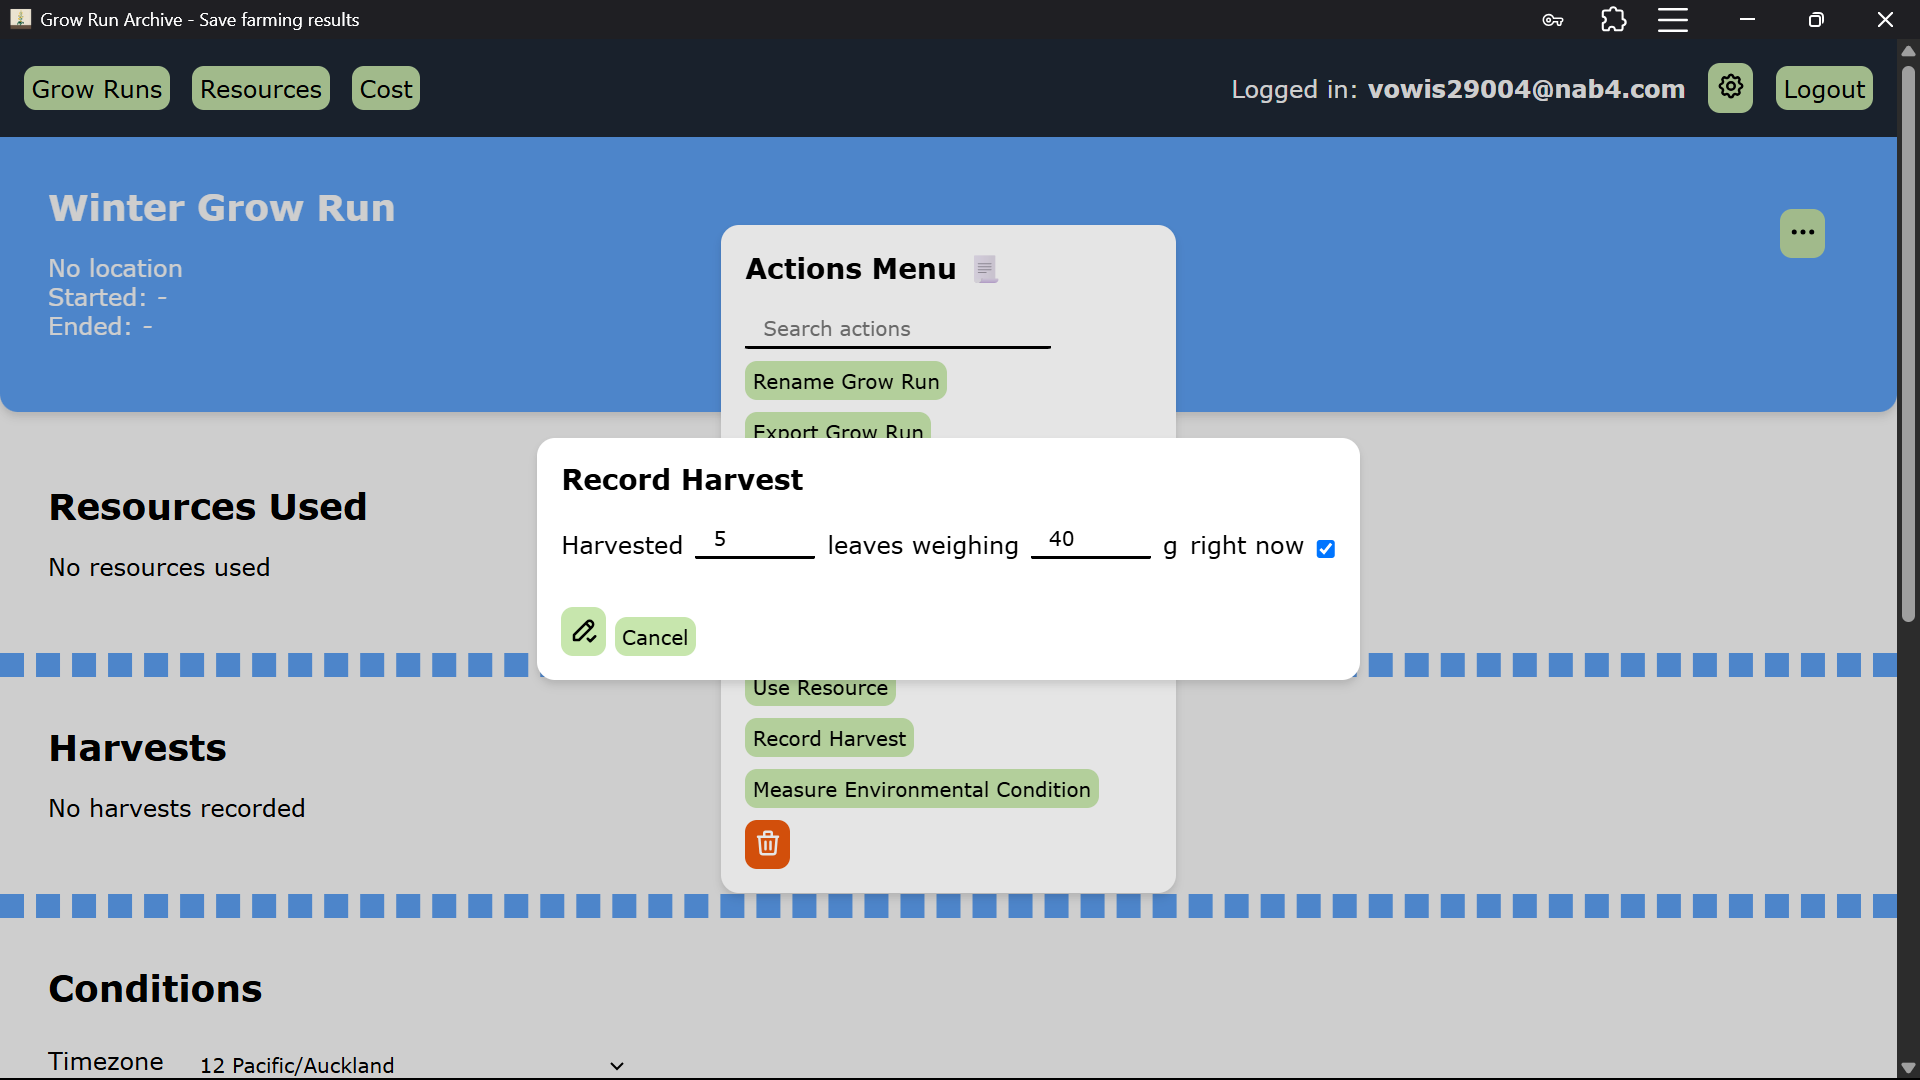 Grow Run Archive - Save farming results
Grow Runs
Resources
Cost
Logged in: vowis29004@nab4.com
Logout
Winter Grow Run
No location
Started: -
Ended: -
Actions Menu
Search actions
Rename Grow Run
Export Grow Run
Record Harvest
Harvested 5 leaves weighing 40 g right now
Cancel
Resources Used
No resources used
Use Resource
Record Harvest
Measure Environmental Condition
Harvests
No harvests recorded
Conditions
Timezone 12 Pacific/Auckland